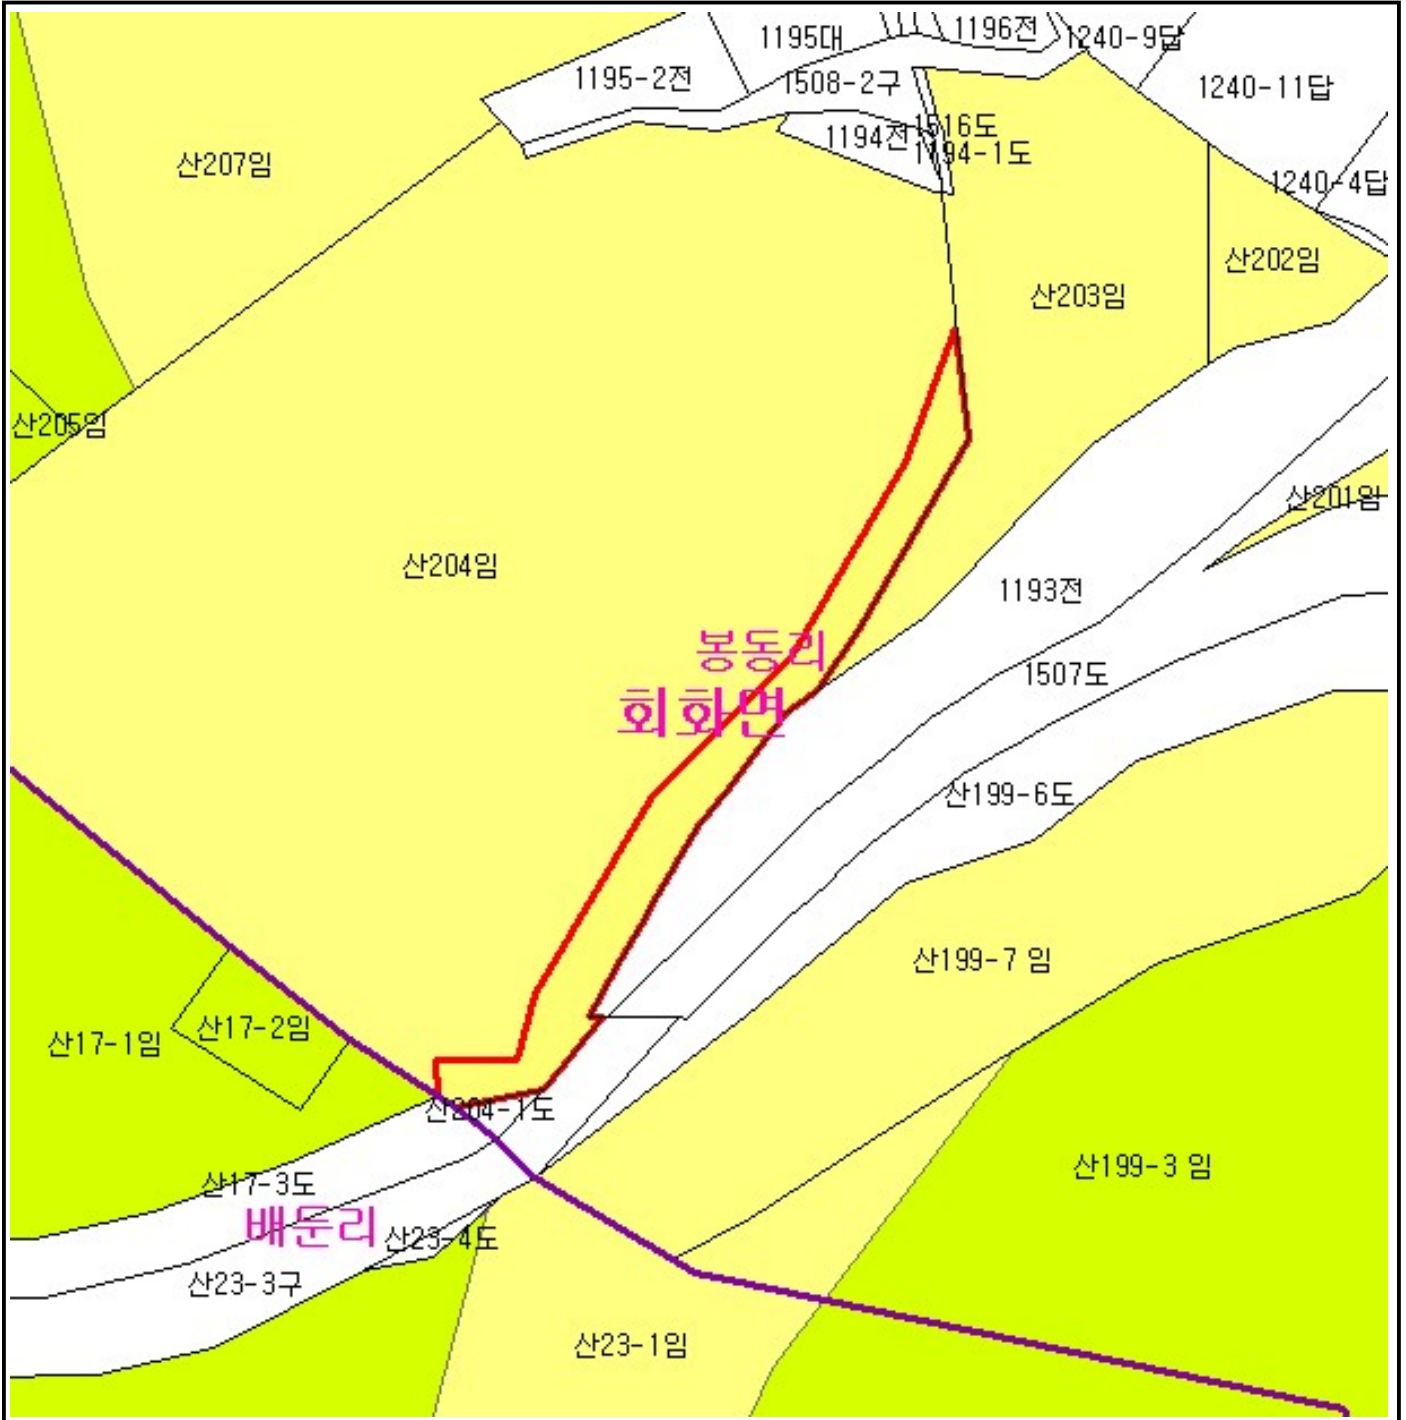 1195대
1196전
1240-9답
1195-2전
1508-2구
1240-11답
1516도
1194전
1194-1도
산207임
1240-4답
산202임
산203임
산205임
산201임
산204임
1193전
봉동리
1507도
회화면
산199-6도
산199-7 임
산17-2임
산17-1임
산204-1도
산199-3 임
산17-3도
배둔리
산23-4도
산23-3구
산23-1임